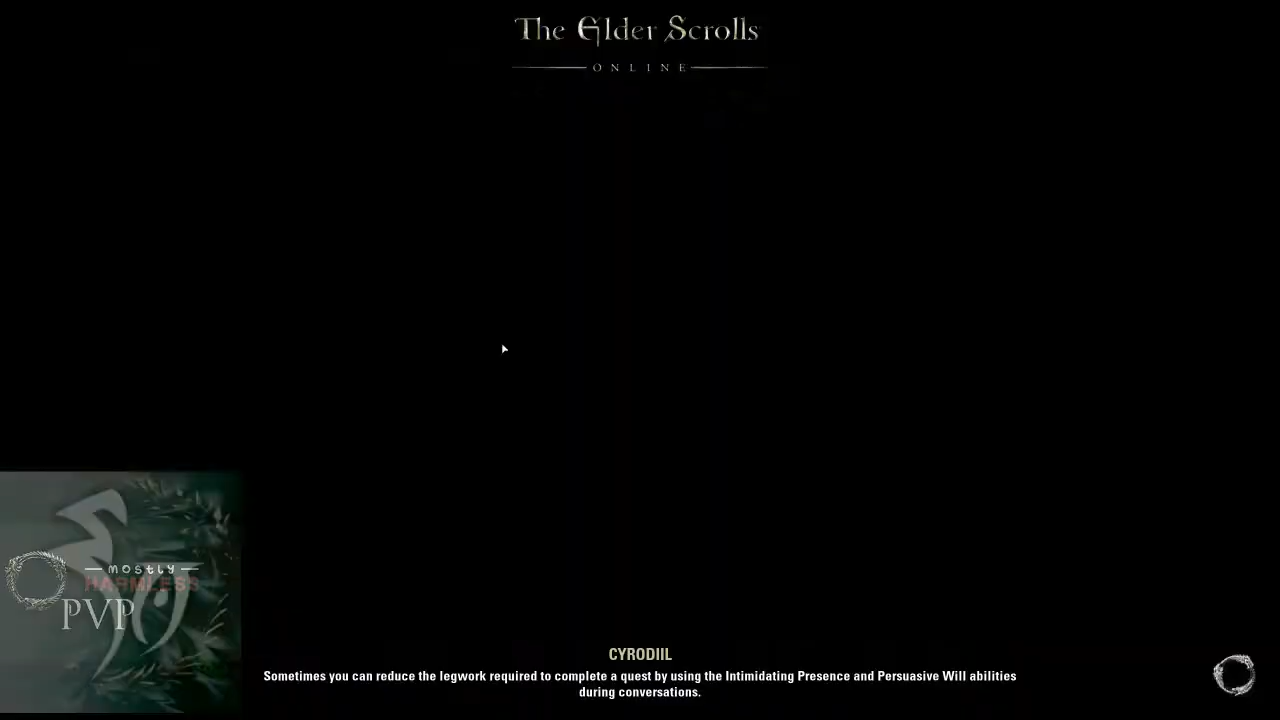 The Elder Scrolls
ONLINE
mostly
HARMLESS
PVP
CYRODIIL
Sometimes you can reduce the legwork required to complete a quest by using the Intimidating Presence and Persuasive Will abilities
during conversations.